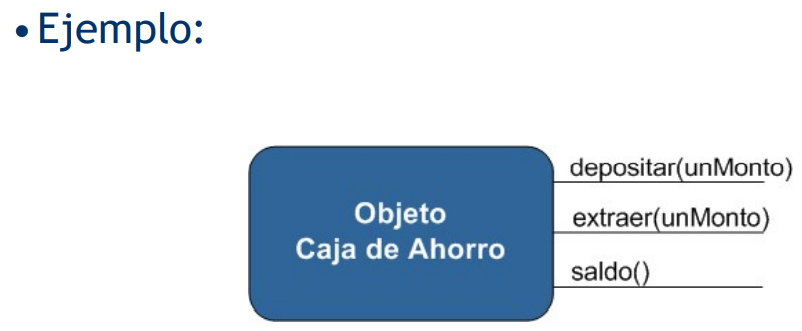 • Ejemplo:
depositar(unMonto)
Objeto
Caja de Ahorro
extraer(unMonto)
saldo()